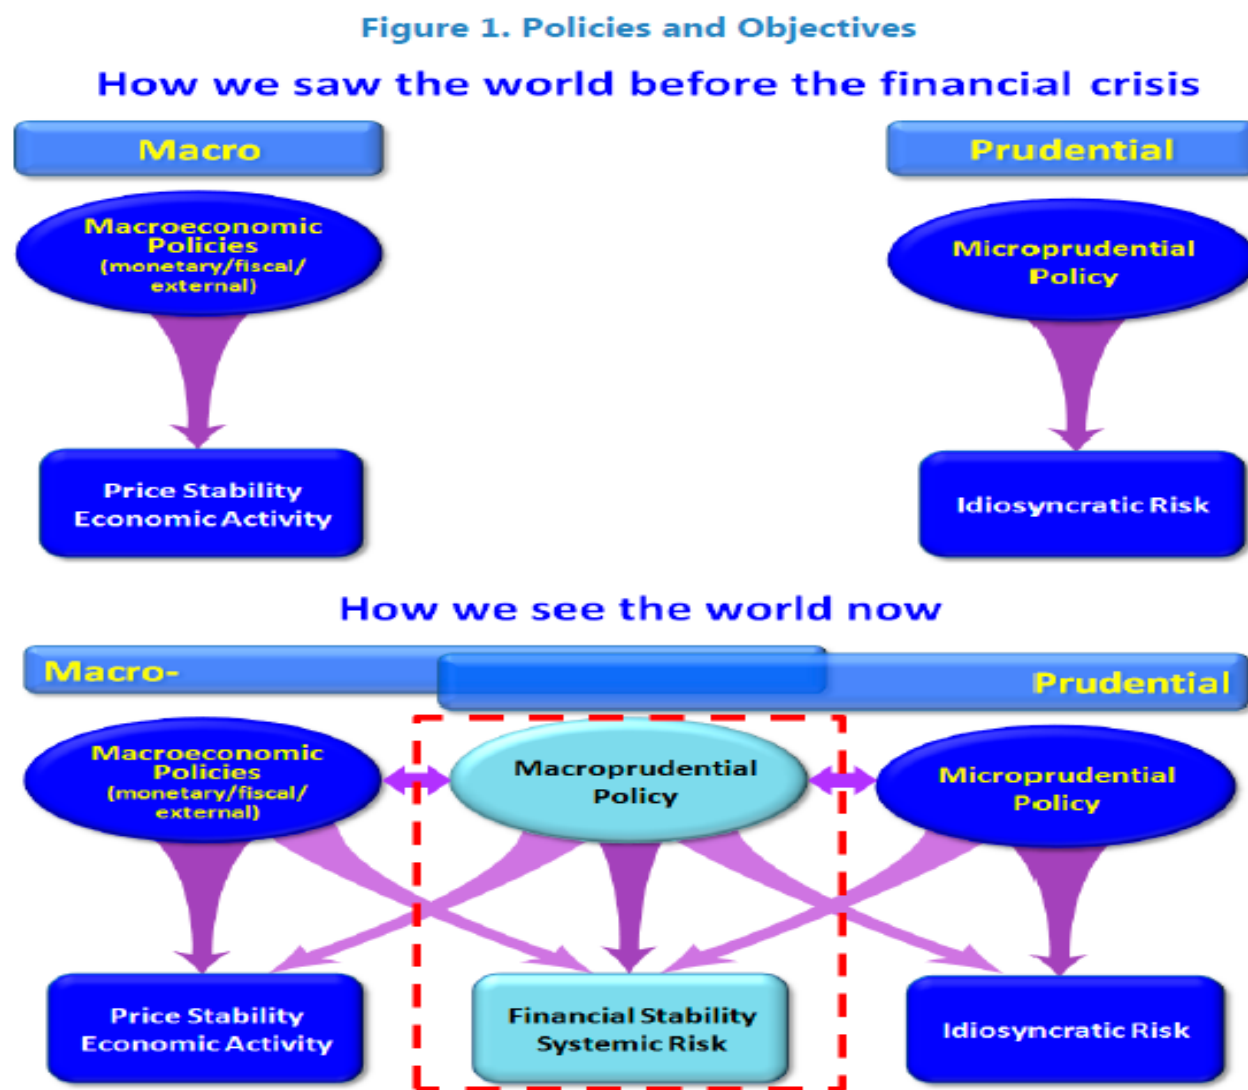 Figure 1. Policies and Objectives
How we saw the world before the financial crisis
Macro
Prudential
Macroeconomic
Policies
(monetary/fiscal/
external)
Microprudential
Policy
Price Stability
Economic Activity
Idiosyncratic Risk
How we see the world now
Macro-
Prudential
Macroeconomic
Policies
(monetary/fiscal/
external)
Macroprudential
Policy
Microprudential
Policy
Price Stability
Economic Activity
Financial Stability
Systemic Risk
Idiosyncratic Risk